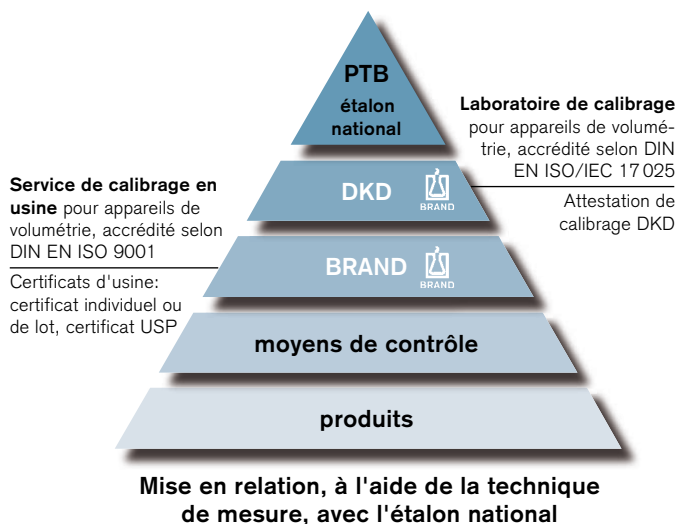 PTB
étalon
national
Laboratoire de calibrage
pour appareils de volumé-
trie, accrédité selon DIN
EN ISO/IEC 17 025
Attestation de
calibrage DKD
DKD
BRAND
Service de calibrage en
usine pour appareils de
volumétrie, accrédité selon
DIN EN ISO 9001
Certificats d'usine:
certificat individuel ou
de lot, certificat USP
BRAND
BRAND
moyens de contrôle
produits
Mise en relation, à l'aide de la technique
de mesure, avec l'étalon national